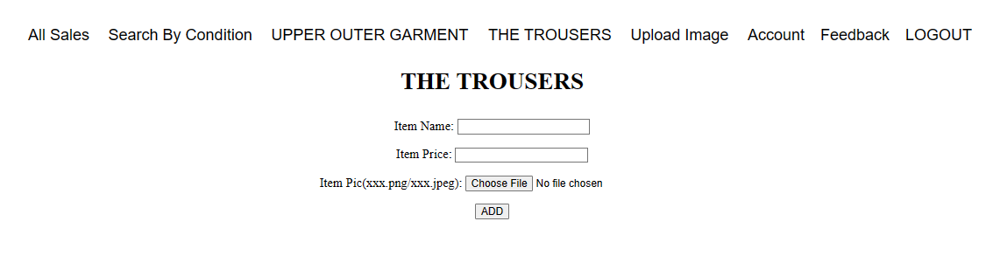 All Sales Search By Condition UPPER OUTER GARMENT THE TROUSERS Upload Image Account Feedback LOGOUT
THE TROUSERS
Item Name:
Item Price:
Item Pic(xxx.png/xxx.jpeg): Choose File No file chosen
ADD